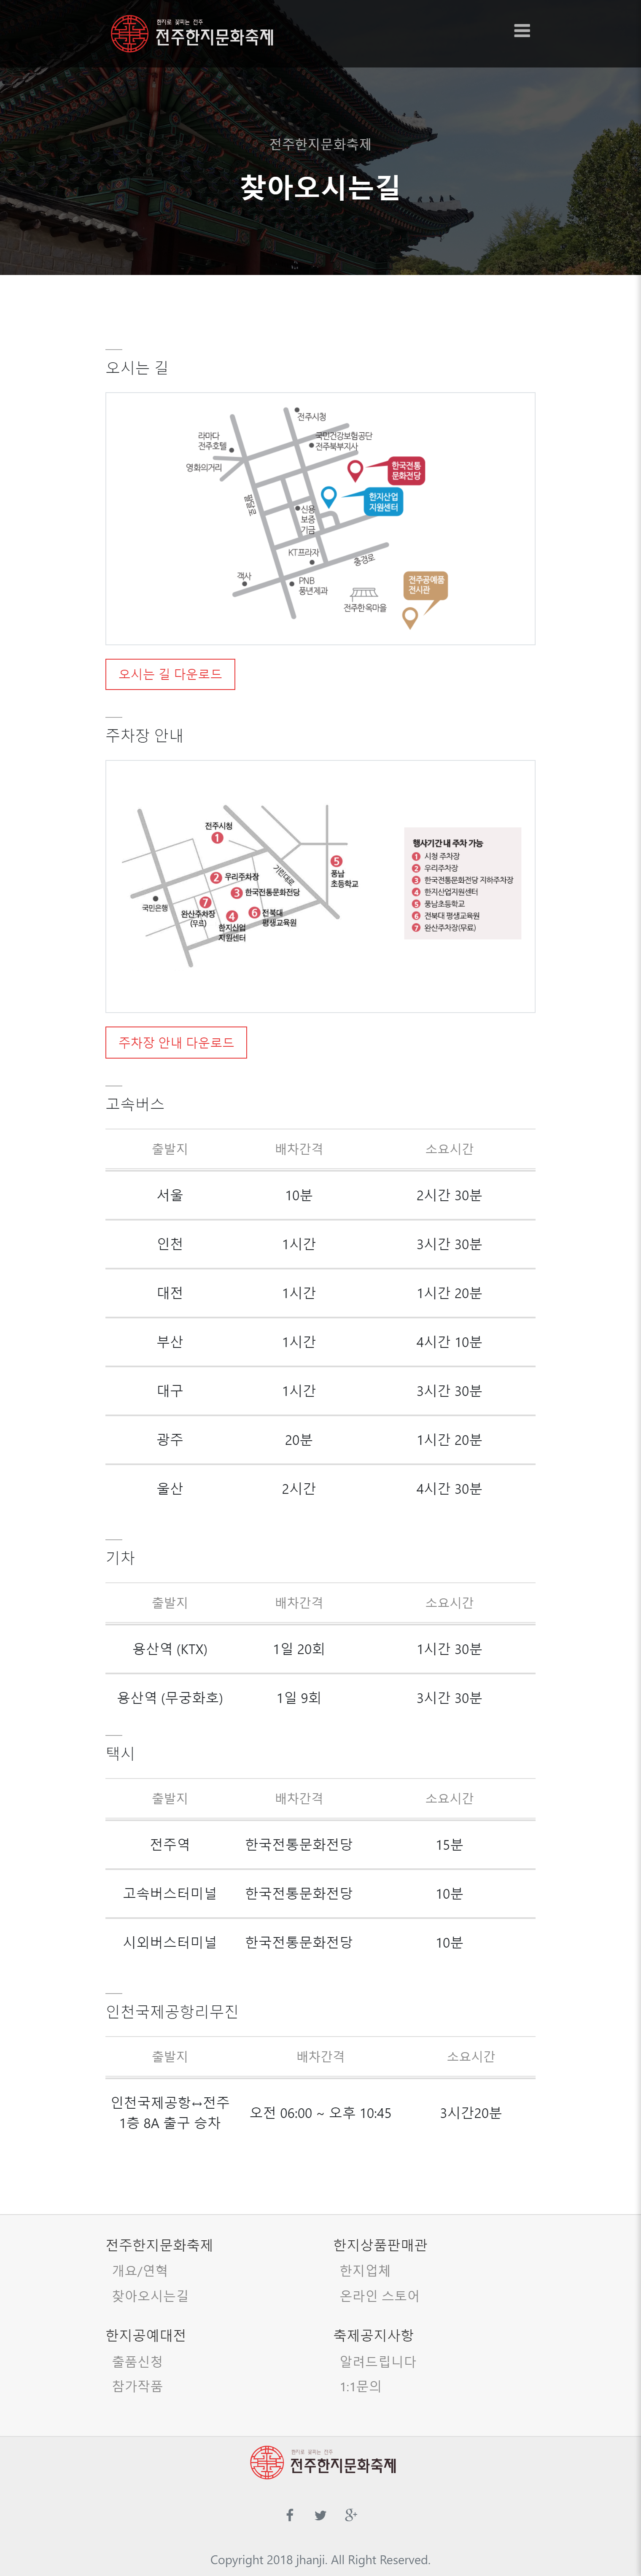 한지로 꽃피는 전주
전주한지문화축제
전주한지문화축제
찾아오시는길
오시는 길
전주시청
라마다
전주호텔
국민건강보험공단
전주북부지사
영화의거리
한국전통
문화전당
한지산업
지원센터
팔달로
신용
보증
기금
KT프라자
충경로
객사
PNB
풍년제과
전주한옥마을
전주공예품
전시관
오시는 길 다운로드
주차장 안내
전주시청
1
2 우리주차장
3 한국전통문화전당
기린대로
5
풍남
초등학교
국민은행
7
완산주차장
(무료)
4
한지산업
지원센터
6 전북대
평생교육원
행사기간 내 주차 가능
1 시청 주차장
2 우리주차장
3 한국전통문화전당 지하주차장
4 한지산업지원센터
5 풍남초등학교
6 전북대 평생교육원
7 완산주차장(무료)
주차장 안내 다운로드
고속버스
출발지 배차간격 소요시간
서울 10분 2시간 30분
인천 1시간 3시간 30분
대전 1시간 1시간 20분
부산 1시간 4시간 10분
대구 1시간 3시간 30분
광주 20분 1시간 20분
울산 2시간 4시간 30분
기차
출발지 배차간격 소요시간
용산역 (KTX) 1일 20회 1시간 30분
용산역 (무궁화호) 1일 9회 3시간 30분
택시
출발지 배차간격 소요시간
전주역 한국전통문화전당 15분
고속버스터미널 한국전통문화전당 10분
시외버스터미널 한국전통문화전당 10분
인천국제공항리무진
출발지 배차간격 소요시간
인천국제공항↔전주
1층 8A 출구 승차 오전 06:00 ~ 오후 10:45 3시간20분
전주한지문화축제
개요/연혁
찾아오시는길
한지상품판매관
한지업체
온라인 스토어
한지공예대전
출품신청
참가작품
축제공지사항
알려드립니다
1:1문의
한지로 꽃피는 전주
전주한지문화축제
Copyright 2018 jhanji. All Right Reserved.